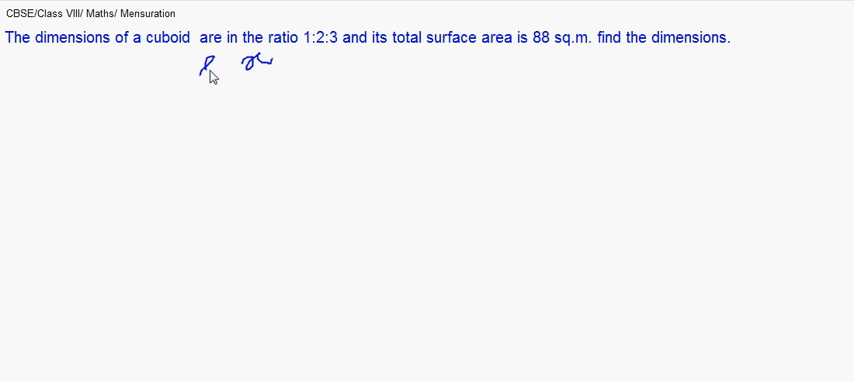 CBSE/Class VIII/ Maths/ Mensuration
The dimensions of a cuboid are in the ratio 1:2:3 and its total surface area is 88 sq.m. find the dimensions.